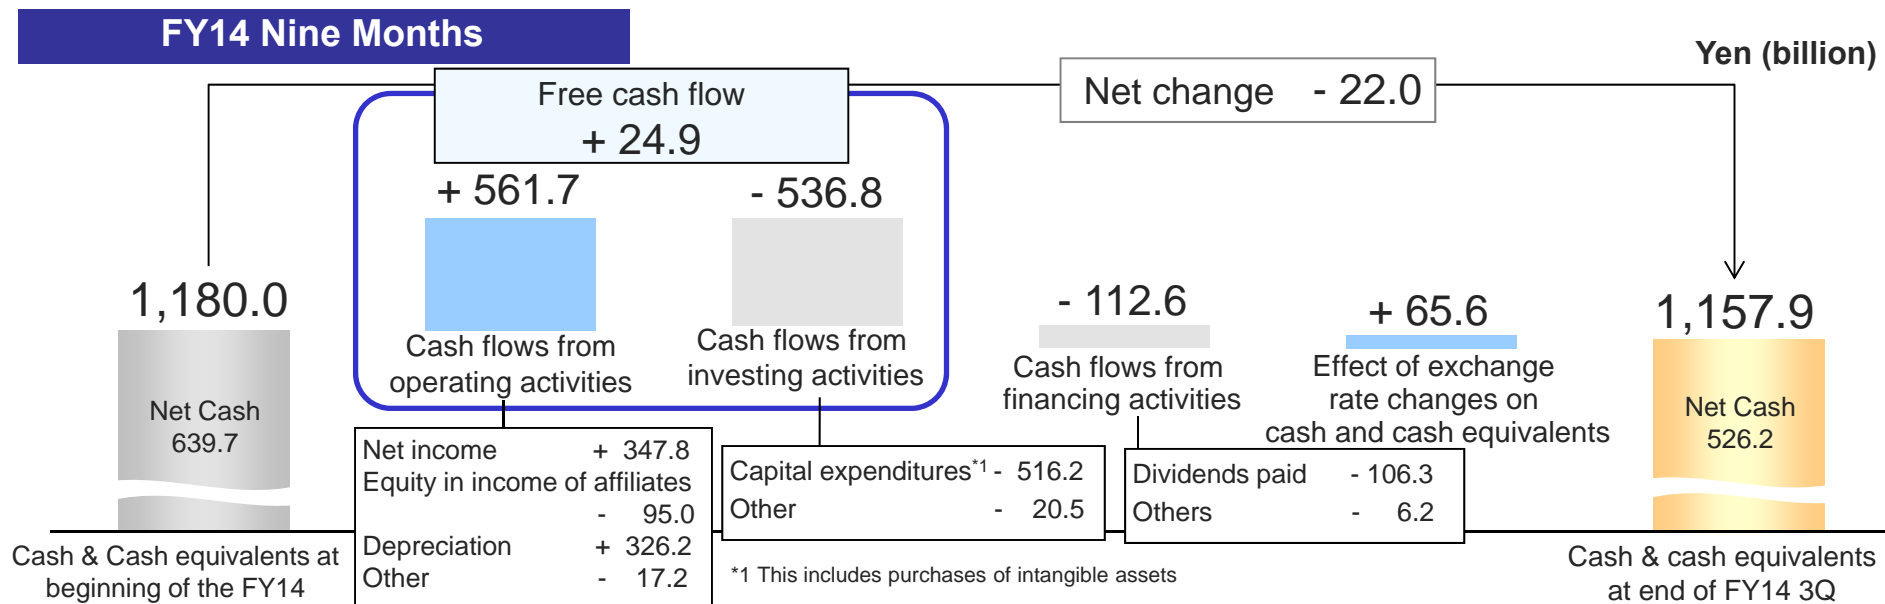 FY14 Nine Months
Yen (billion)
Free cash flow
+ 24.9
Net change - 22.0
+ 561.7
- 536.8
1,180.0
- 112.6
+ 65.6
1,157.9
Cash flows from
operating activities
Cash flows from
investing activities
Cash flows from
financing activities
Effect of exchange
rate changes on
cash and cash equivalents
Net Cash
639.7
Net Cash
526.2
Net income + 347.8
Equity in income of affiliates
- 95.0
Depreciation + 326.2
Other - 17.2
Capital expenditures*1 - 516.2
Other - 20.5
Dividends paid - 106.3
Others - 6.2
Cash & Cash equivalents at
beginning of the FY14
*1 This includes purchases of intangible assets
Cash & cash equivalents
at end of FY14 3Q